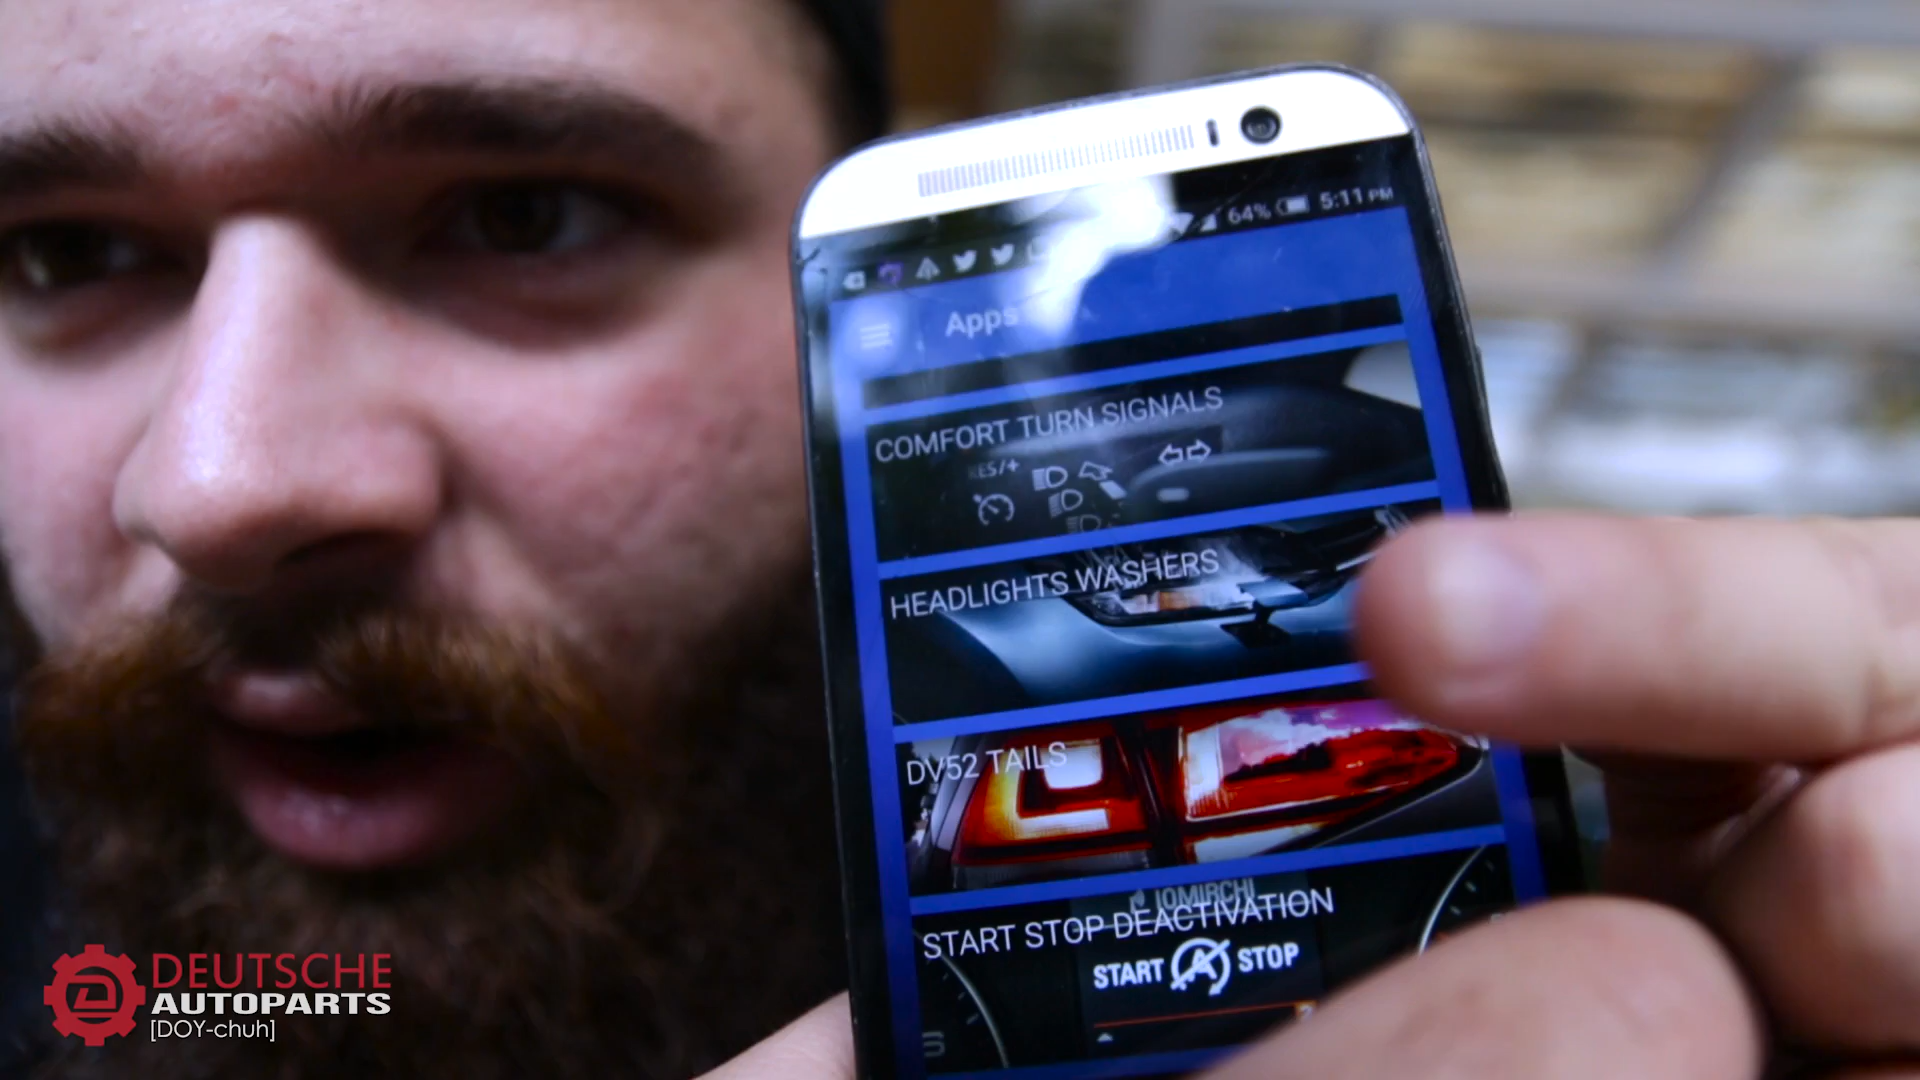 64% 5:11 PM
Apps
COMFORT TURN SIGNALS
RES/+
HEADLIGHTS WASHERS
DV52 TAILS
START STOP DEACTIVATION
START STOP
DEUTSCHE
AUTOPARTS
[DOY-chuh]